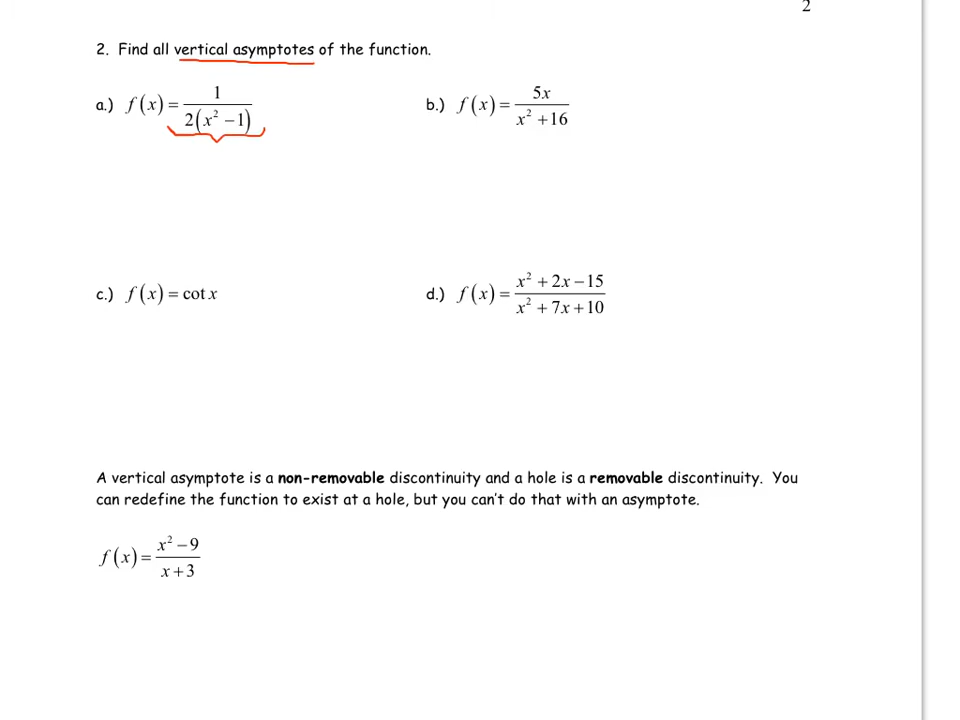 2
2. Find all vertical asymptotes of the function.
a.) f(x) = 1 / 2(x² − 1)
b.) f(x) = 5x / x² + 16
c.) f(x) = cot x
d.) f(x) = x² + 2x − 15 / x² + 7x + 10
A vertical asymptote is a non-removable discontinuity and a hole is a removable discontinuity. You
can redefine the function to exist at a hole, but you can't do that with an asymptote.
f(x) = x² − 9 / x + 3